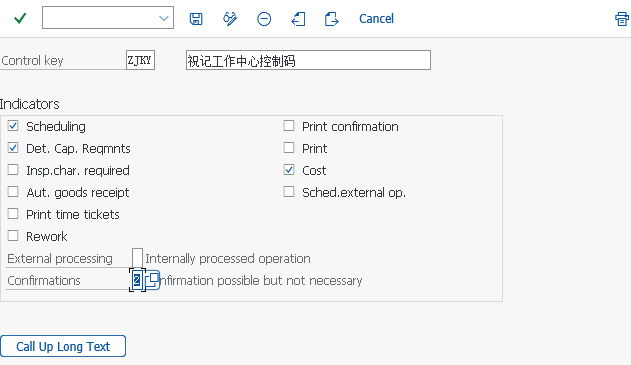 Cancel
Control key ZJKY 祝记工作中心控制码
Indicators
Scheduling Print confirmation
Det. Cap. Reqmnts Print
Insp.char. required Cost
Aut. goods receipt Sched.external op.
Print time tickets
Rework
External processing Internally processed operation
Confirmations 2 nfirmation possible but not necessary
Call Up Long Text